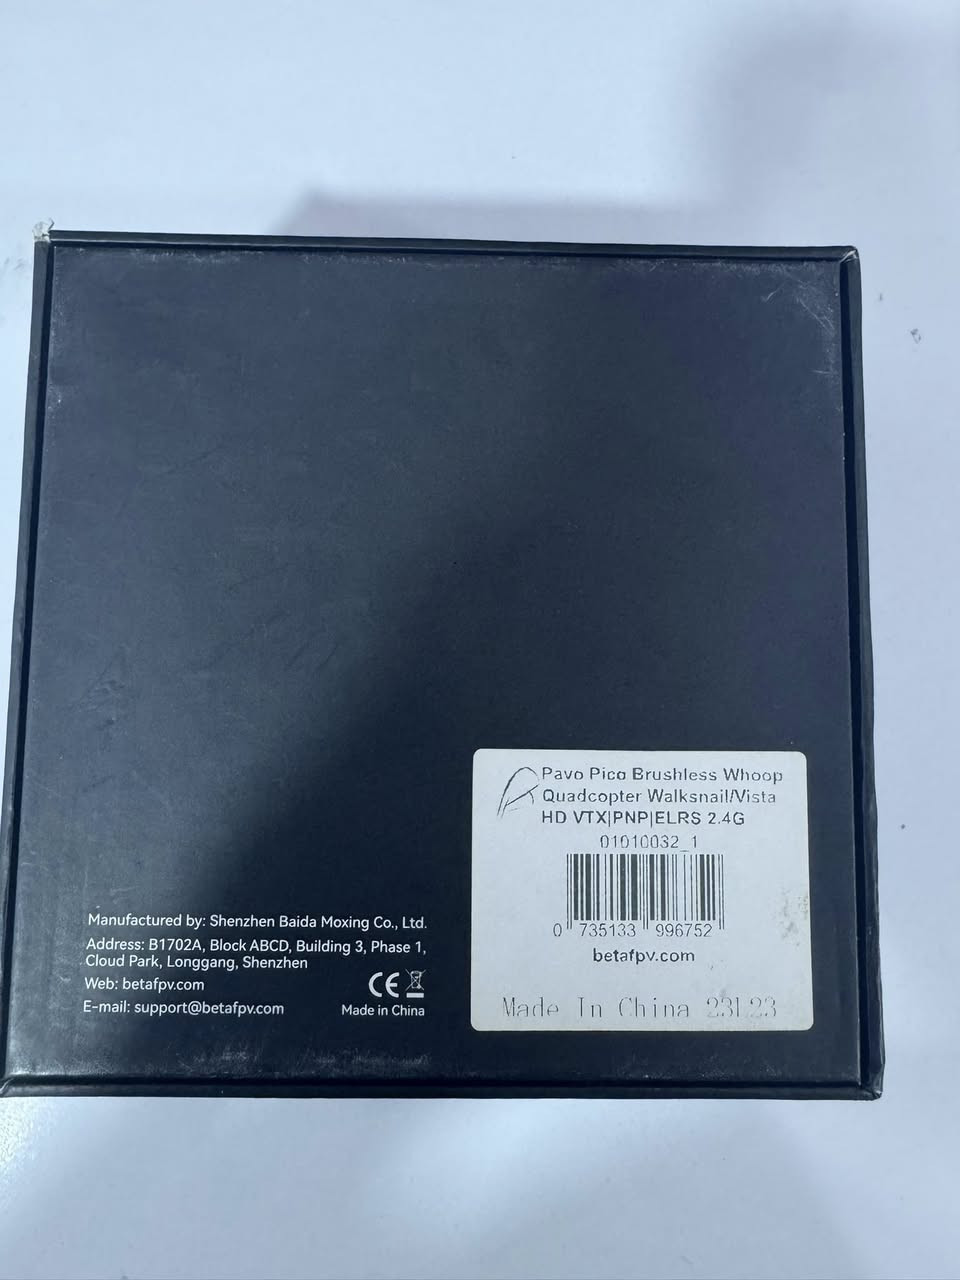 Pavo Pico Brushless Whoop
Quadcopter Walksnail/Vista
HD VTX|PNP|ELRS 2.4G
01010032_1
0 735133 996752
betafpv.com
Made In China 23L23
Manufactured by: Shenzhen Baida Moxing Co., Ltd.
Address: B1702A, Block ABCD, Building 3, Phase 1,
Cloud Park, Longgang, Shenzhen
Web: betafpv.com
E-mail: support@betafpv.com
CE
Made in China